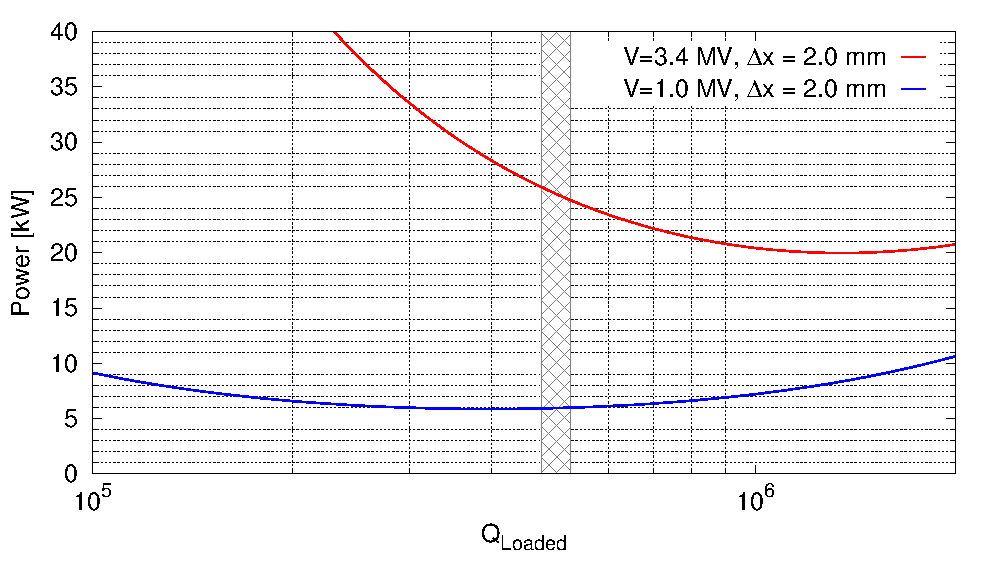 40
35
30
25
20
15
10
5
0
Power [kW]
V=3.4 MV, Δx = 2.0 mm
V=1.0 MV, Δx = 2.0 mm
10^5
10^6
Q_Loaded